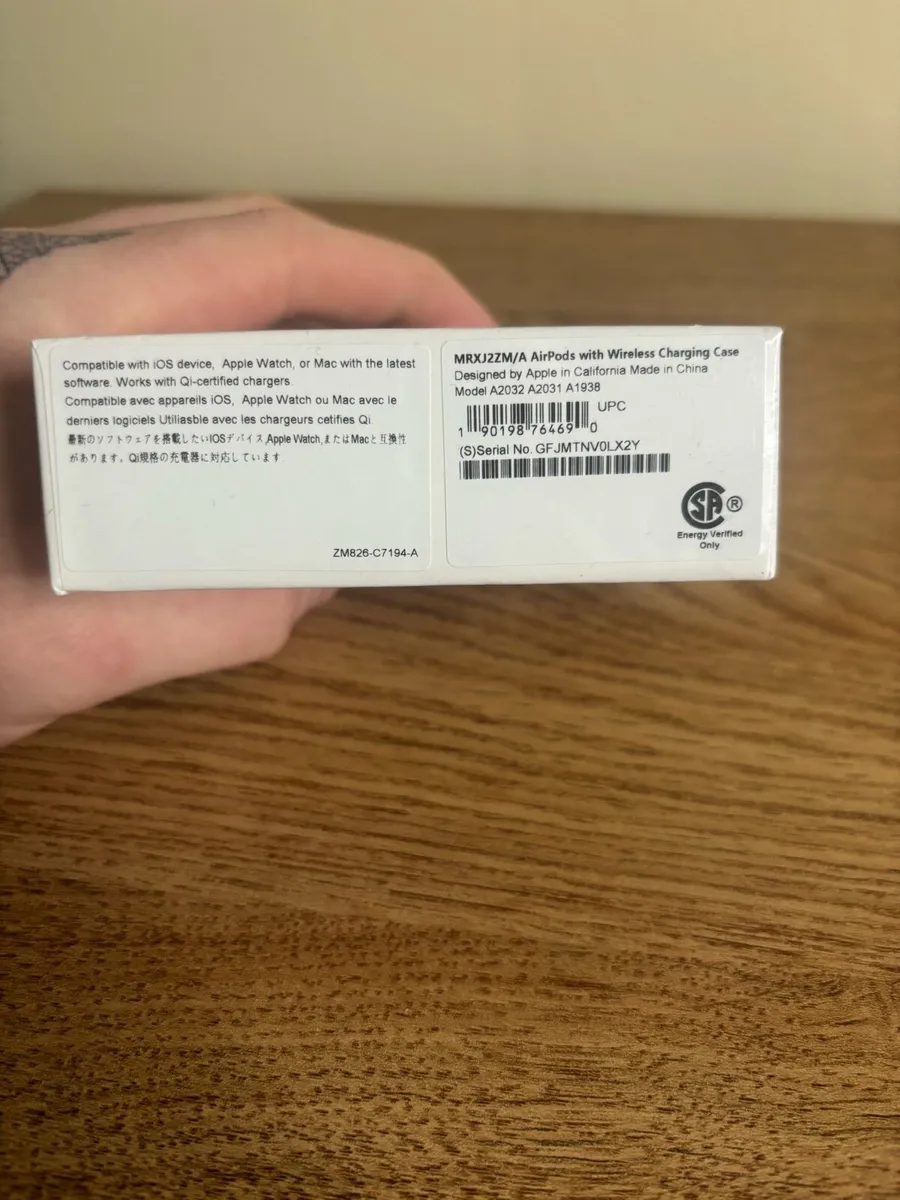 Compatible with iOS device, Apple Watch, or Mac with the latest
software. Works with Qi-certified chargers
Compatible avec appareils iOS, Apple Watch ou Mac avec le
derniers logiciels Utiliasble avec les chargeurs cetifies Qi
最新のソフトウェアを搭載したいIOSデバイス,Apple Watch,またはMacと互換性
があります。Qi規格の充電器に対応しています
ZM826-C7194-A
MRXJ2ZM/A AirPods with Wireless Charging Case
Designed by Apple in California Made in China
Model A2032 A2031 A1938
UPC
1 90198 76469 0
(S)Serial No. GFJMTNV0LX2Y
SA ®
Energy Verified
Only